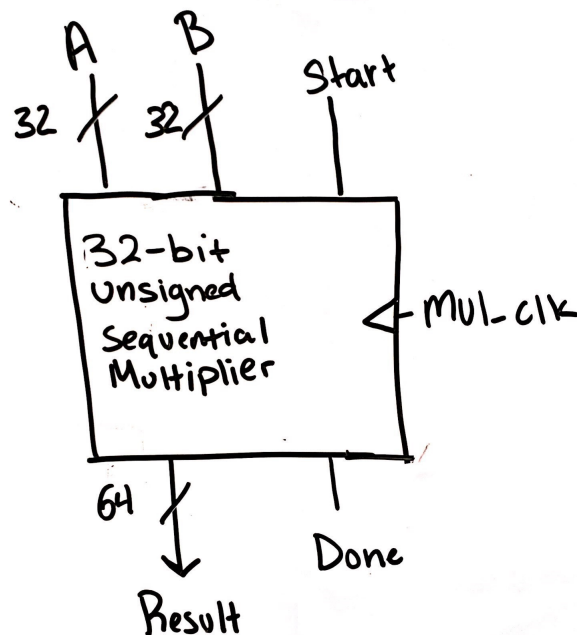 A
B
Start
32
32
32-bit
unsigned
Sequential
Multiplier
Mul_clk
64
Done
Result